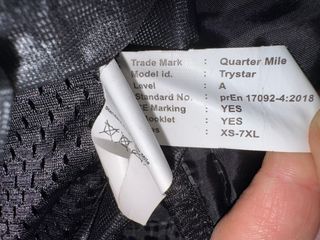 Trade Mark : Quarter Mile
Model id. : Trystar
Level : A
Standard No. : prEn 17092-4:2018
E Marking : YES
ooklet : YES
es : XS-7XL